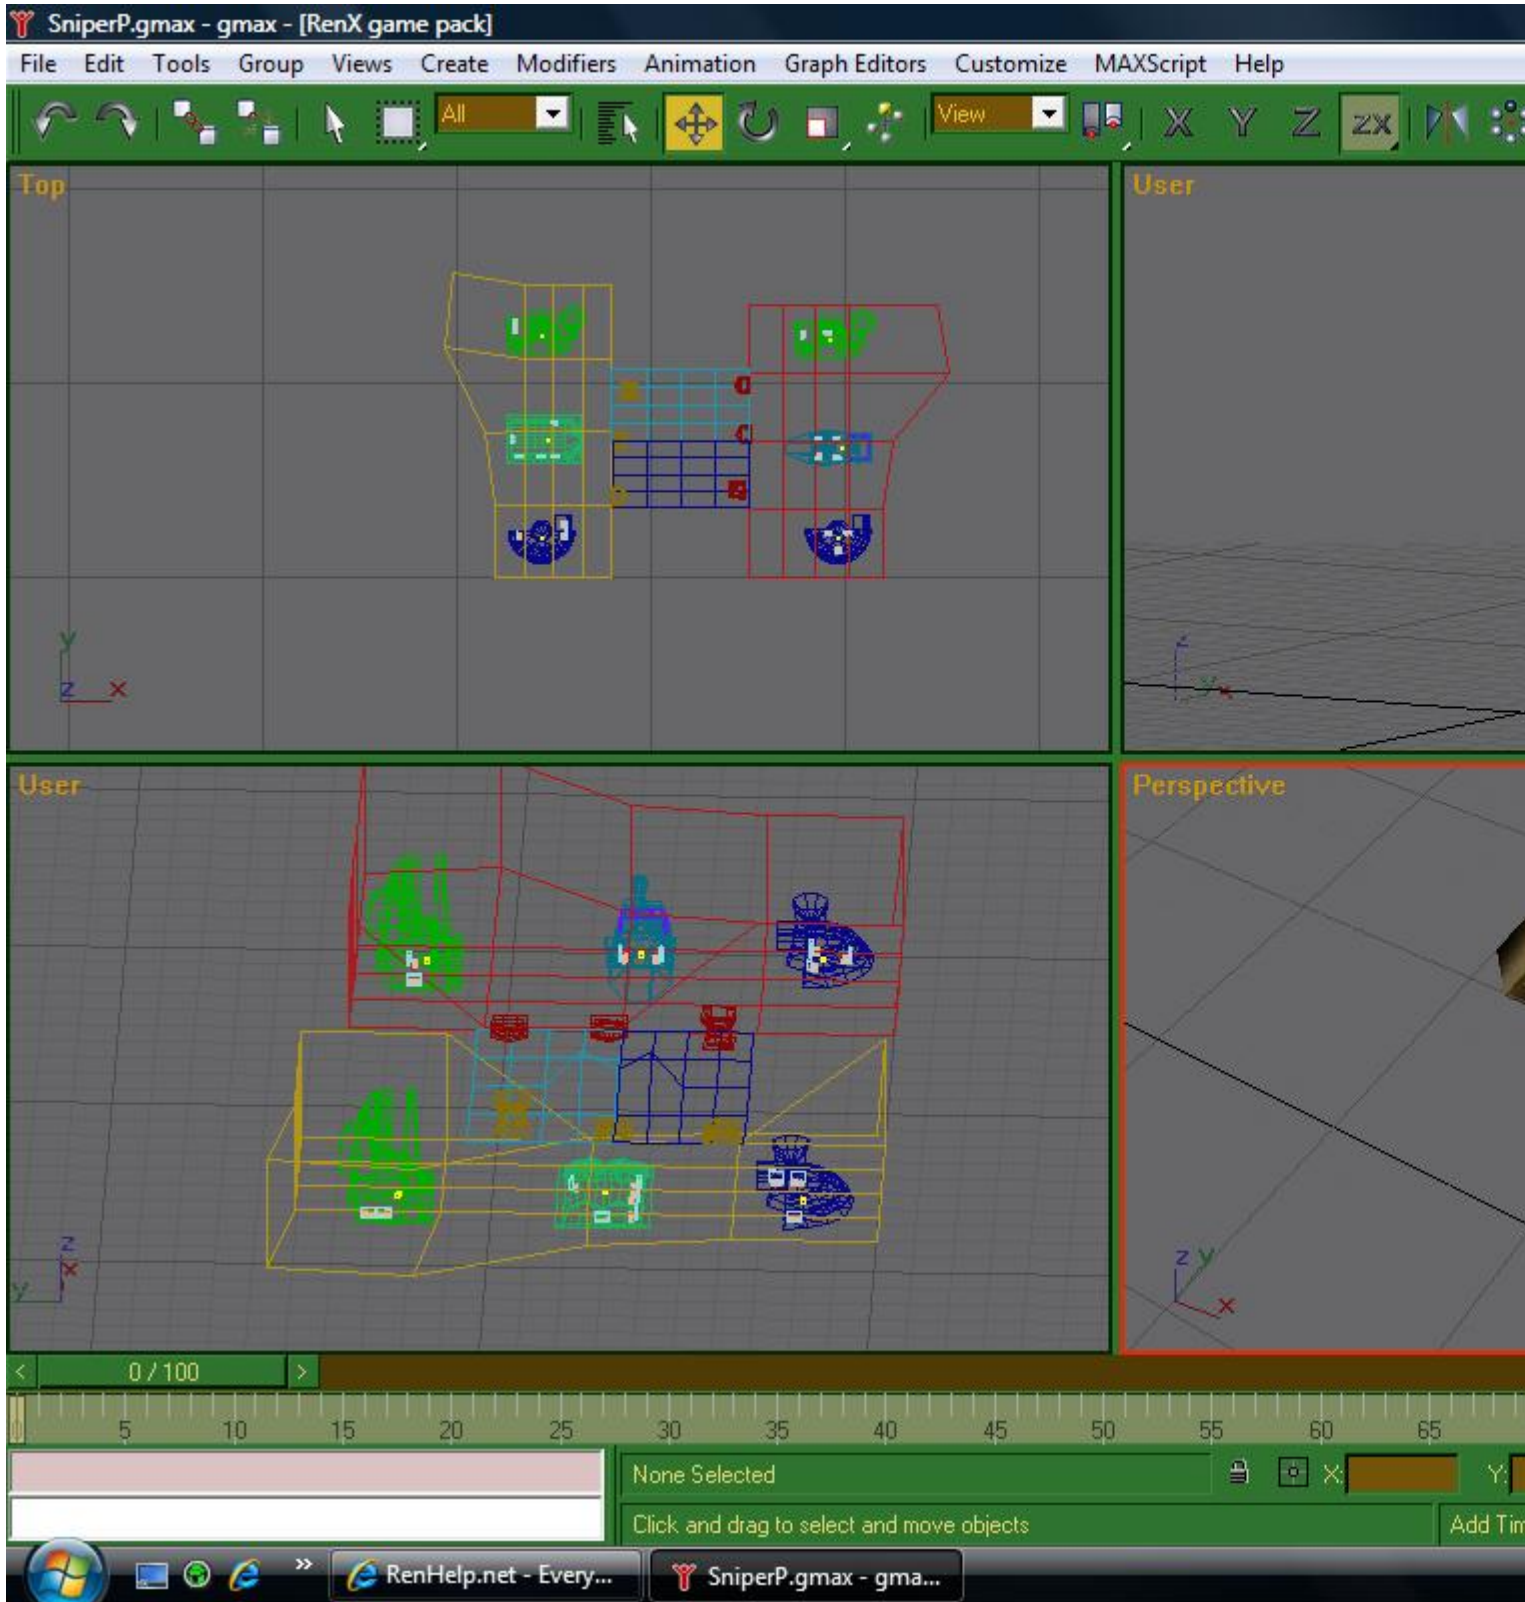 SniperP.gmax - gmax - [RenX game pack]
File Edit Tools Group Views Create Modifiers Animation Graph Editors Customize MAXScript Help
All View X Y Z ZX
Top
User
y
z x
z
y x
User
Perspective
z
x
y
z y
x
< 0 / 100 >
0 5 10 15 20 25 30 35 40 45 50 55 60 65
None Selected X: Y:
Click and drag to select and move objects Add Tim
» RenHelp.net - Every... SniperP.gmax - gma...